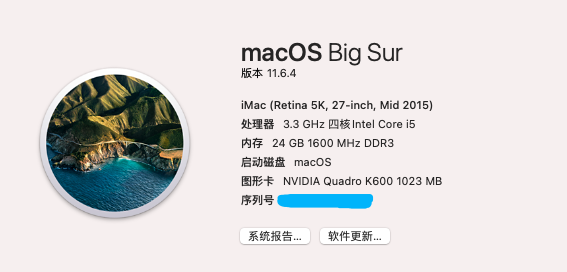 macOS Big Sur
版本 11.6.4
iMac (Retina 5K, 27-inch, Mid 2015)
处理器 3.3 GHz 四核Intel Core i5
内存 24 GB 1600 MHz DDR3
启动磁盘 macOS
图形卡 NVIDIA Quadro K600 1023 MB
序列号
系统报告... 软件更新...